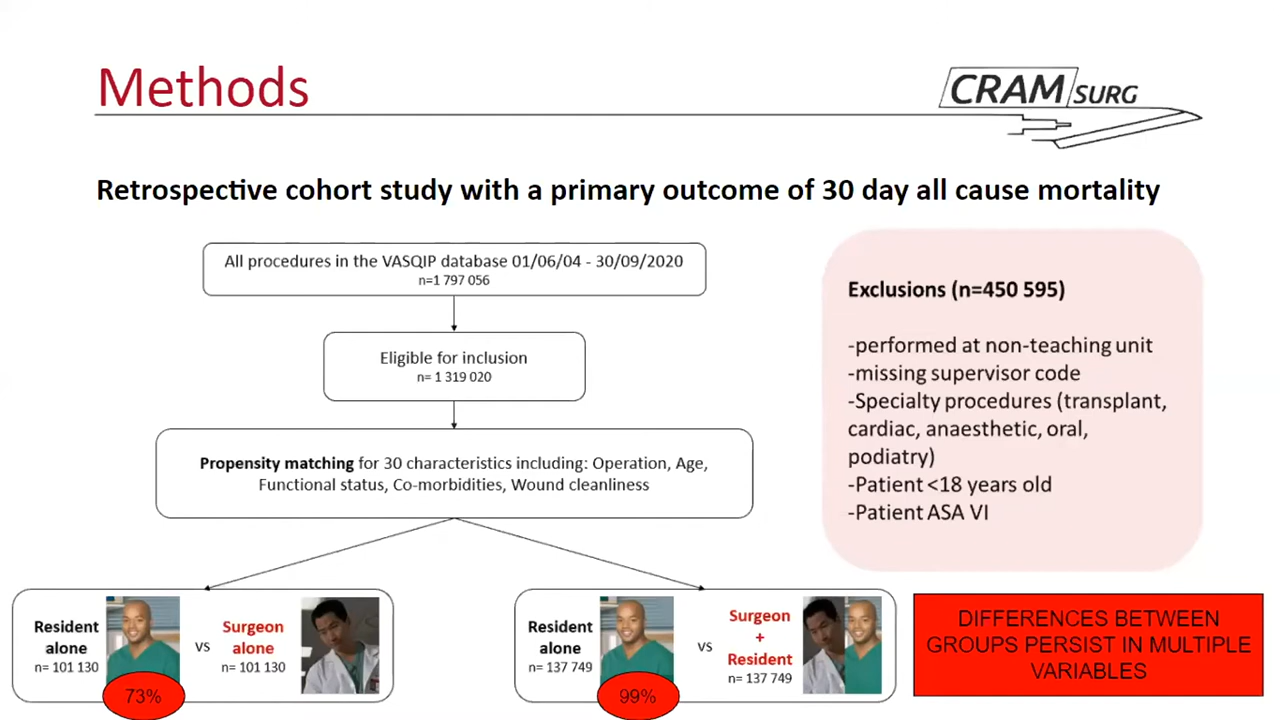 Methods
CRAM SURG
Retrospective cohort study with a primary outcome of 30 day all cause mortality
All procedures in the VASQIP database 01/06/04 - 30/09/2020
n=1 797 056
Eligible for inclusion
n= 1 319 020
Propensity matching for 30 characteristics including: Operation, Age,
Functional status, Co-morbidities, Wound cleanliness
Exclusions (n=450 595)
-performed at non-teaching unit
-missing supervisor code
-Specialty procedures (transplant,
cardiac, anaesthetic, oral,
podiatry)
-Patient <18 years old
-Patient ASA VI
Resident
alone
n= 101 130
73%
vs
Surgeon
alone
n= 101 130
Resident
alone
n= 137 749
99%
vs
Surgeon
+
Resident
n= 137 749
DIFFERENCES BETWEEN
GROUPS PERSIST IN MULTIPLE
VARIABLES